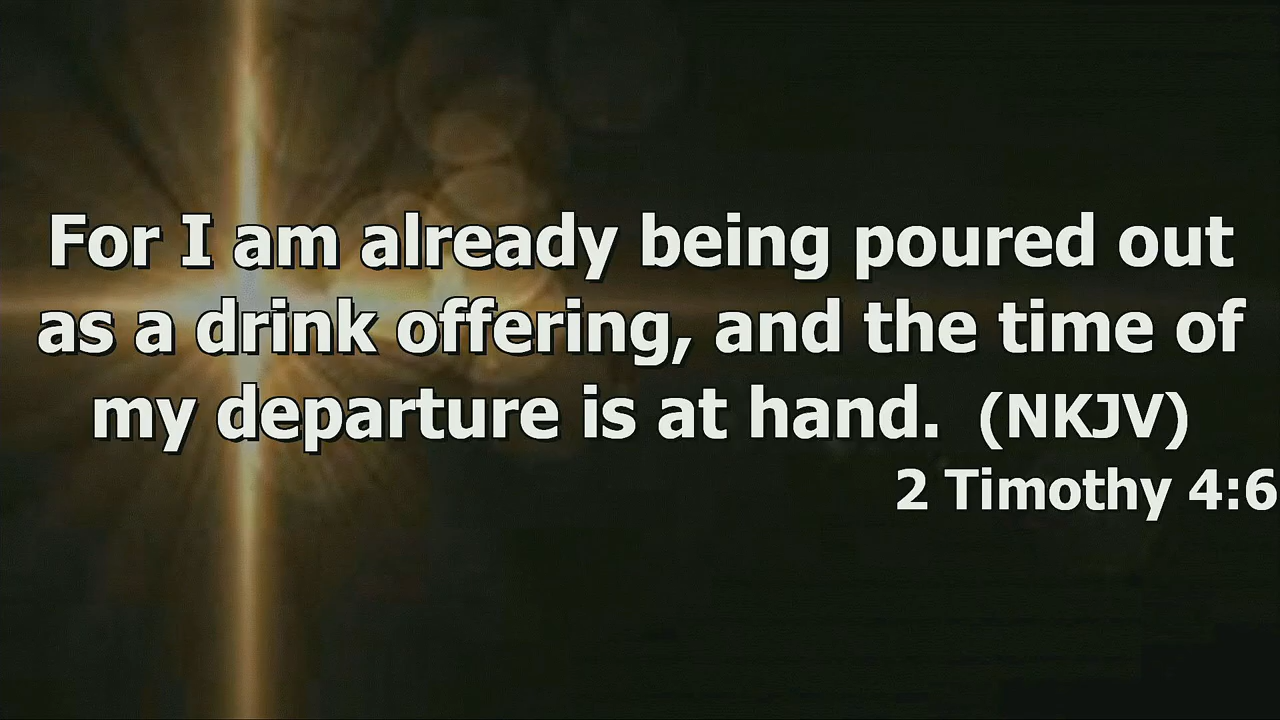 For I am already being poured out
as a drink offering, and the time of
my departure is at hand. (NKJV)
2 Timothy 4:6